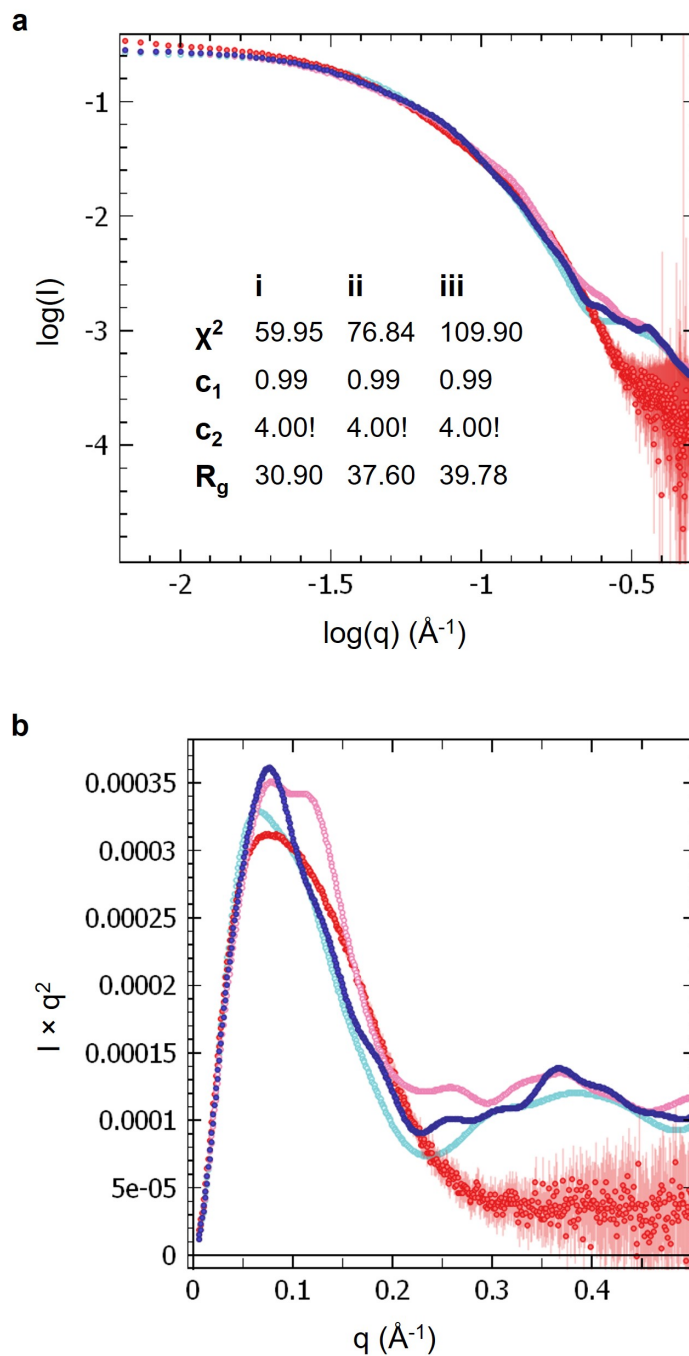 a
-1
-2
-3
-4
log(I)
i ii iii
χ² 59.95 76.84 109.90
c₁ 0.99 0.99 0.99
c₂ 4.00! 4.00! 4.00!
Rg 30.90 37.60 39.78
-2 -1.5 -1 -0.5
log(q) (Å⁻¹)
b
0.00035
0.0003
0.00025
0.0002
0.00015
0.0001
5e-05
0
I × q²
0 0.1 0.2 0.3 0.4
q (Å⁻¹)